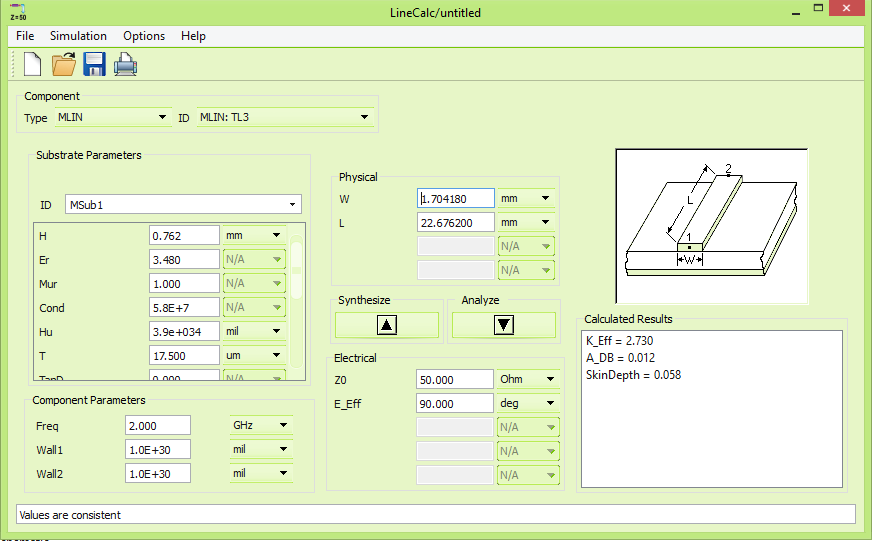 LineCalc/untitled
Z=50
File Simulation Options Help
Component
Type MLIN ID MLIN: TL3
Substrate Parameters
ID MSub1
H 0.762 mm
Er 3.480 N/A
Mur 1.000 N/A
Cond 5.8E+7 N/A
Hu 3.9e+034 mil
T 17.500 um
TanD 0.000 N/A
Component Parameters
Freq 2.000 GHz
Wall1 1.0E+30 mil
Wall2 1.0E+30 mil
Physical
W 1.704180 mm
L 22.676200 mm
N/A
N/A
Synthesize Analyze
Electrical
Z0 50.000 Ohm
E_Eff 90.000 deg
N/A
N/A
N/A
2
L
1
W
Calculated Results
K_Eff = 2.730
A_DB = 0.012
SkinDepth = 0.058
Values are consistent